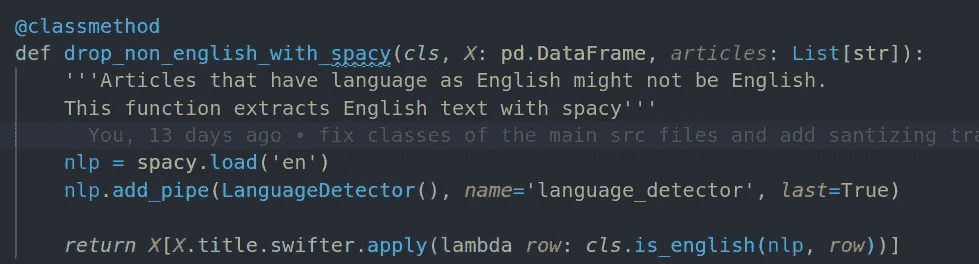 @classmethod
def drop_non_english_with_spacy(cls, X: pd.DataFrame, articles: List[str]):
'''Articles that have language as English might not be English.
This function extracts English text with spacy'''
You, 13 days ago • fix classes of the main src files and add santizing tra
nlp = spacy.load('en')
nlp.add_pipe(LanguageDetector(), name='language_detector', last=True)
return X[X.title.swifter.apply(lambda row: cls.is_english(nlp, row))]